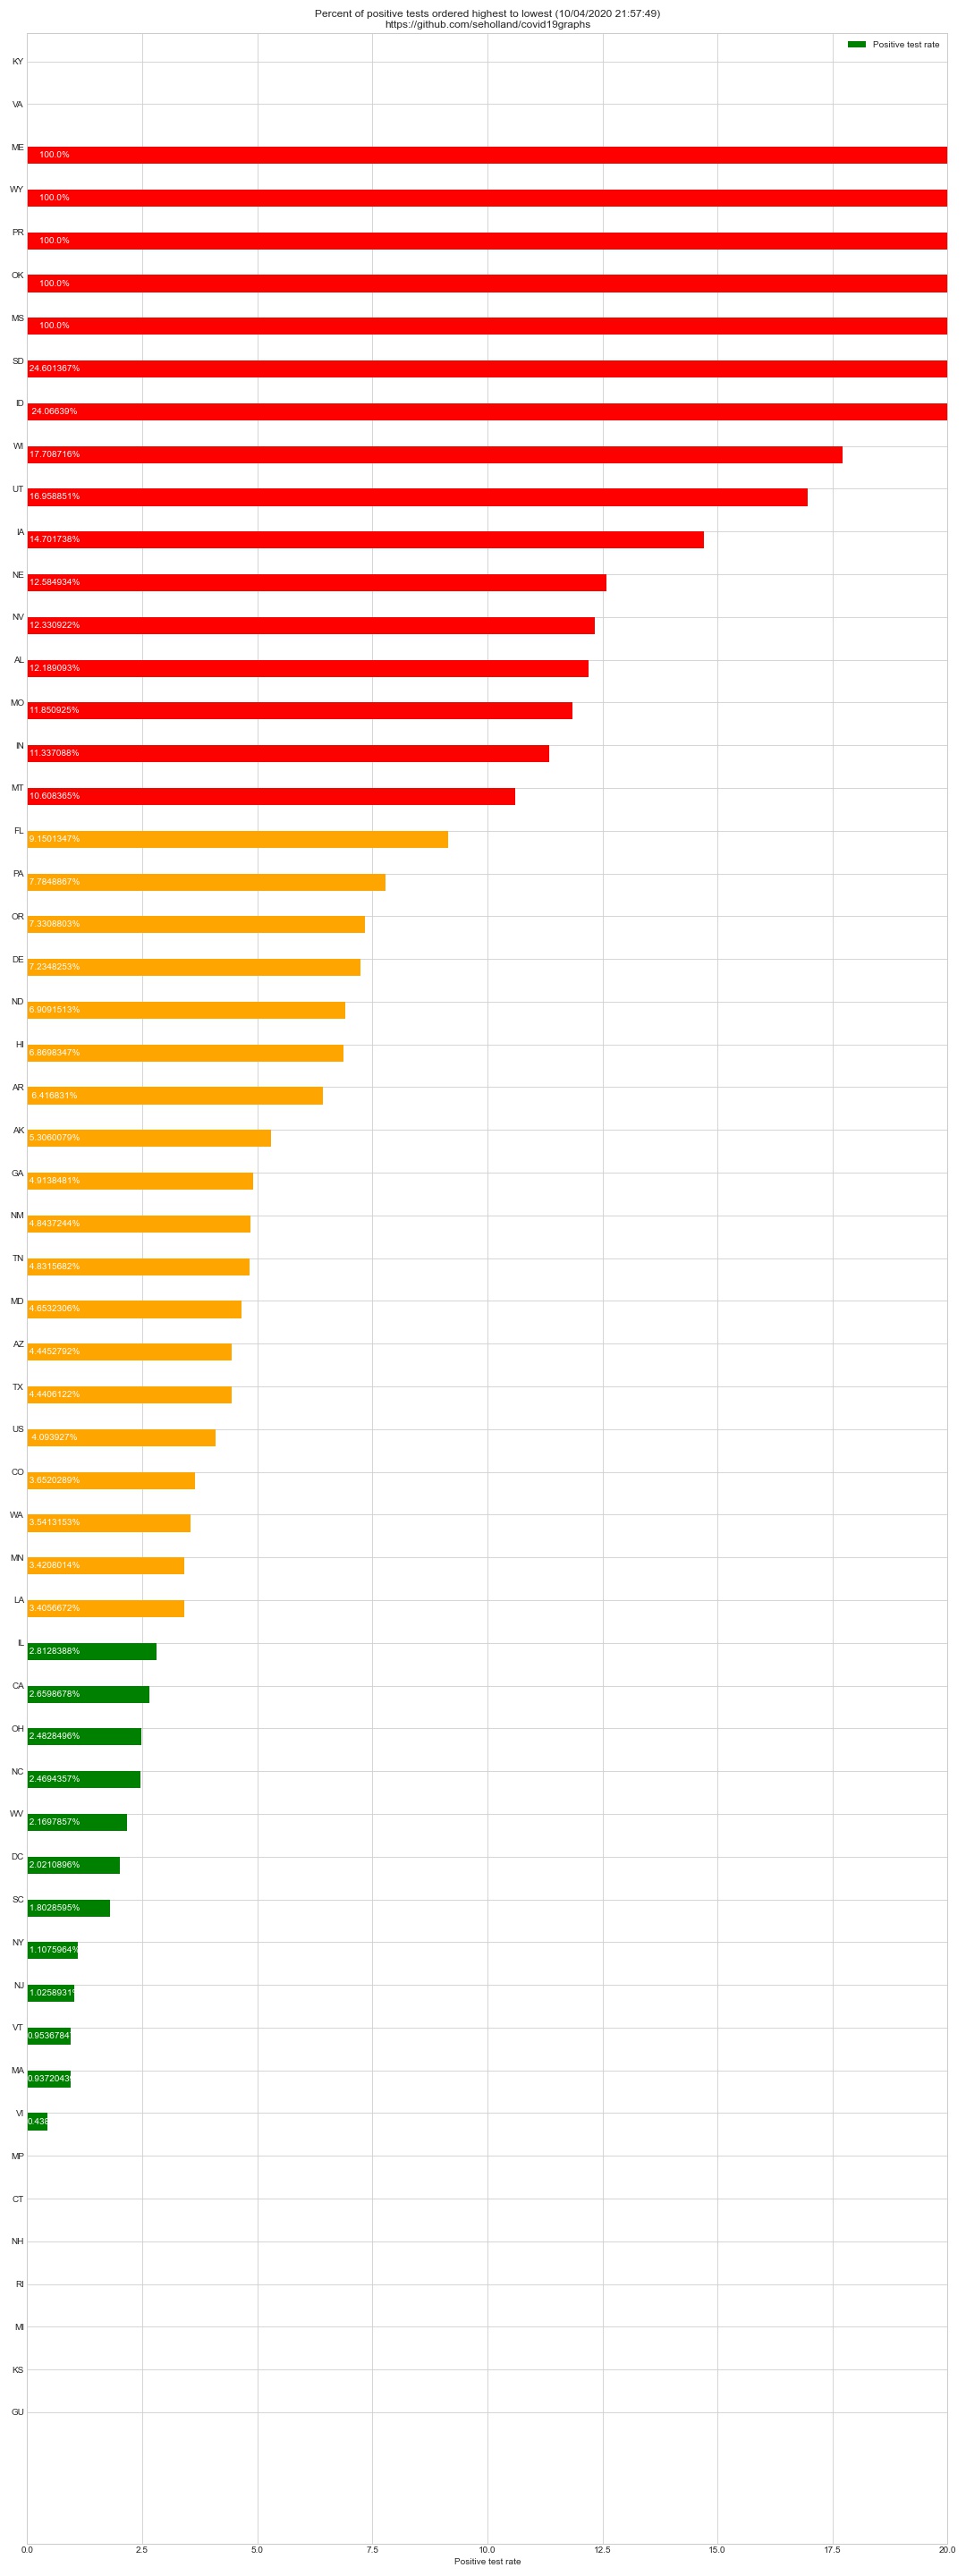 Percent of positive tests ordered highest to lowest (10/04/2020 21:57:49)
https://github.com/seholland/covid19graphs
Positive test rate
KY
VA
ME 100.0%
WY 100.0%
PR 100.0%
OK 100.0%
MS 100.0%
SD 24.601367%
ID 24.06639%
WI 17.708716%
UT 16.958851%
IA 14.701738%
NE 12.584934%
NV 12.330922%
AL 12.189093%
MO 11.850925%
IN 11.337088%
MT 10.608365%
FL 9.1501347%
PA 7.7848867%
OR 7.3308803%
DE 7.2348253%
ND 6.9091513%
HI 6.8698347%
AR 6.416831%
AK 5.3060079%
GA 4.9138481%
NM 4.8437244%
TN 4.8315682%
MD 4.6532306%
AZ 4.4452792%
TX 4.4406122%
US 4.093927%
CO 3.6520289%
WA 3.5413153%
MN 3.4208014%
LA 3.4056672%
IL 2.8128388%
CA 2.6598678%
OH 2.4828496%
NC 2.4694357%
WV 2.1697857%
DC 2.0210896%
SC 1.8028595%
NY 1.1075964%
NJ 1.0258931%
VT 0.9536784
MA 0.9372043
VI 0.438
MP
CT
NH
RI
MI
KS
GU
0.0 2.5 5.0 7.5 10.0 12.5 15.0 17.5 20.0
Positive test rate